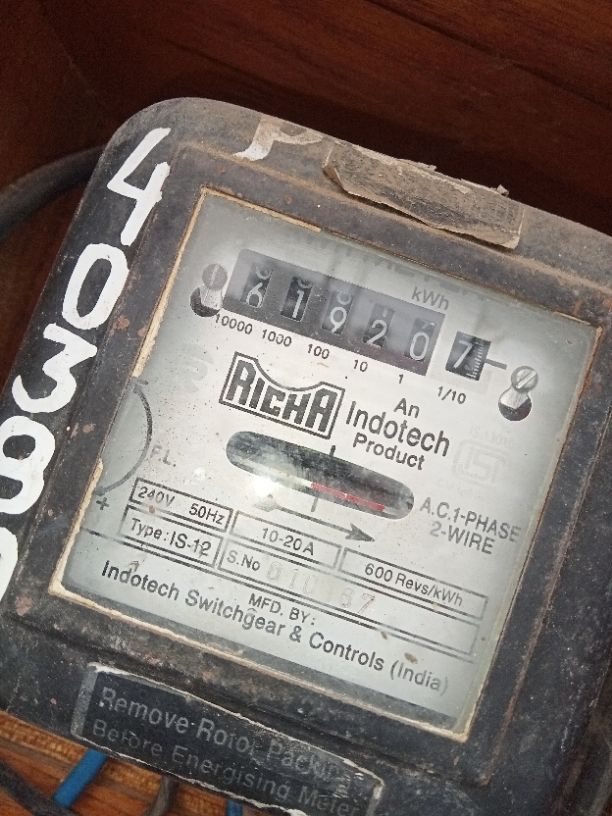 kWh
6 1 9 2 0 7
10000 1000 100 10 1 1/10
RICHA
An
Indotech
Product
F.L.
A.C.1-PHASE
2-WIRE
240V 50Hz
10-20A
600 Revs/kWh
Type:IS-12
S.No
MFD. BY:
Indotech Switchgear & Controls (India)
Remove Rotor Packing
Before Energising Meter
403